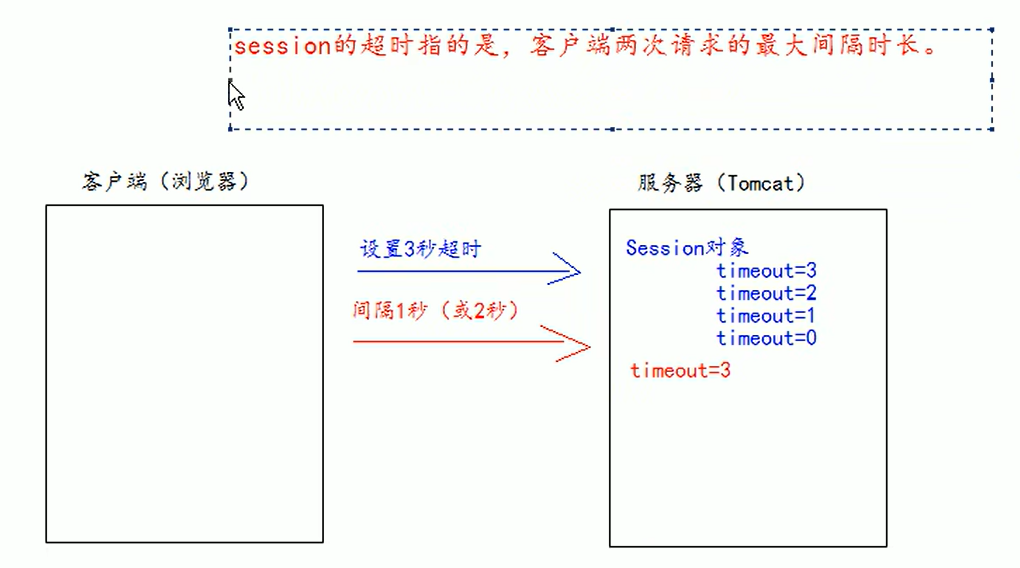 session的超时指的是，客户端两次请求的最大间隔时长。
客户端（浏览器）
服务器（Tomcat）
设置3秒超时
间隔1秒（或2秒）
Session对象
timeout=3
timeout=2
timeout=1
timeout=0
timeout=3